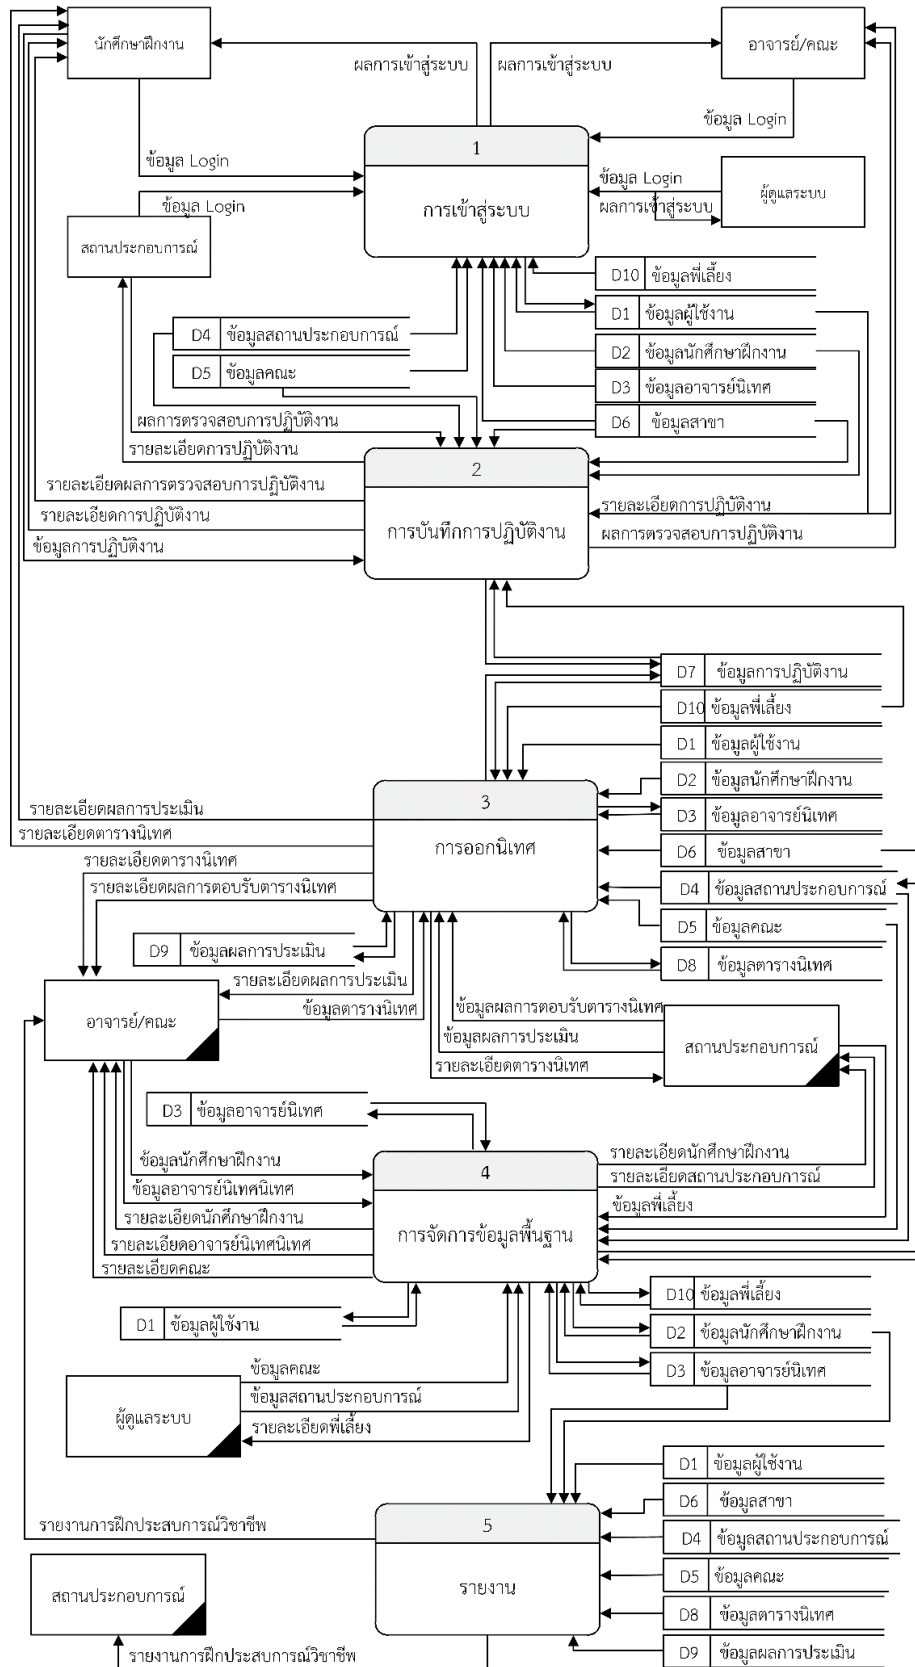 นักศึกษาฝึกงาน
อาจารย์/คณะ
ผลการเข้าสู่ระบบ
ผลการเข้าสู่ระบบ
ข้อมูล Login
1
ข้อมูล Login
ข้อมูล Login
ผู้ดูแลระบบ
ข้อมูล Login
การเข้าสู่ระบบ
ผลการเข้าสู่ระบบ
สถานประกอบการณ์
D10 ข้อมูลพี่เลี้ยง
D1 ข้อมูลผู้ใช้งาน
D4 ข้อมูลสถานประกอบการณ์
D2 ข้อมูลนักศึกษาฝึกงาน
D5 ข้อมูลคณะ
D3 ข้อมูลอาจารย์นิเทศ
ผลการตรวจสอบการปฏิบัติงาน
D6 ข้อมูลสาขา
รายละเอียดการปฏิบัติงาน
2
รายละเอียดผลการตรวจสอบการปฏิบัติงาน
รายละเอียดการปฏิบัติงาน
รายละเอียดการปฏิบัติงาน
การบันทึกการปฏิบัติงาน
ผลการตรวจสอบการปฏิบัติงาน
ข้อมูลการปฏิบัติงาน
D7 ข้อมูลการปฏิบัติงาน
D10 ข้อมูลพี่เลี้ยง
D1 ข้อมูลผู้ใช้งาน
D2 ข้อมูลนักศึกษาฝึกงาน
รายละเอียดผลการประเมิน
3
D3 ข้อมูลอาจารย์นิเทศ
รายละเอียดตารางนิเทศ
การออกนิเทศ
D6 ข้อมูลสาขา
รายละเอียดตารางนิเทศ
รายละเอียดผลการตอบรับตารางนิเทศ
D4 ข้อมูลสถานประกอบการณ์
D5 ข้อมูลคณะ
D9 ข้อมูลผลการประเมิน
D8 ข้อมูลตารางนิเทศ
รายละเอียดผลการประเมิน
ข้อมูลตารางนิเทศ
ข้อมูลผลการตอบรับตารางนิเทศ
อาจารย์/คณะ
ข้อมูลผลการประเมิน
สถานประกอบการณ์
รายละเอียดตารางนิเทศ
D3 ข้อมูลอาจารย์นิเทศ
ข้อมูลนักศึกษาฝึกงาน
รายละเอียดนักศึกษาฝึกงาน
4
รายละเอียดสถานประกอบการณ์
ข้อมูลอาจารย์นิเทศนิเทศ
ข้อมูลพี่เลี้ยง
รายละเอียดนักศึกษาฝึกงาน
การจัดการข้อมูลพื้นฐาน
รายละเอียดอาจารย์นิเทศนิเทศ
รายละเอียดคณะ
D10 ข้อมูลพี่เลี้ยง
D1 ข้อมูลผู้ใช้งาน
D2 ข้อมูลนักศึกษาฝึกงาน
ข้อมูลคณะ
D3 ข้อมูลอาจารย์นิเทศ
ข้อมูลสถานประกอบการณ์
ผู้ดูแลระบบ
รายละเอียดพี่เลี้ยง
D1 ข้อมูลผู้ใช้งาน
D6 ข้อมูลสาขา
รายงานการฝึกประสบการณ์วิชาชีพ
5
D4 ข้อมูลสถานประกอบการณ์
D5 ข้อมูลคณะ
รายงาน
สถานประกอบการณ์
D8 ข้อมูลตารางนิเทศ
D9 ข้อมูลผลการประเมิน
รายงานการฝึกประสบการณ์วิชาชีพ